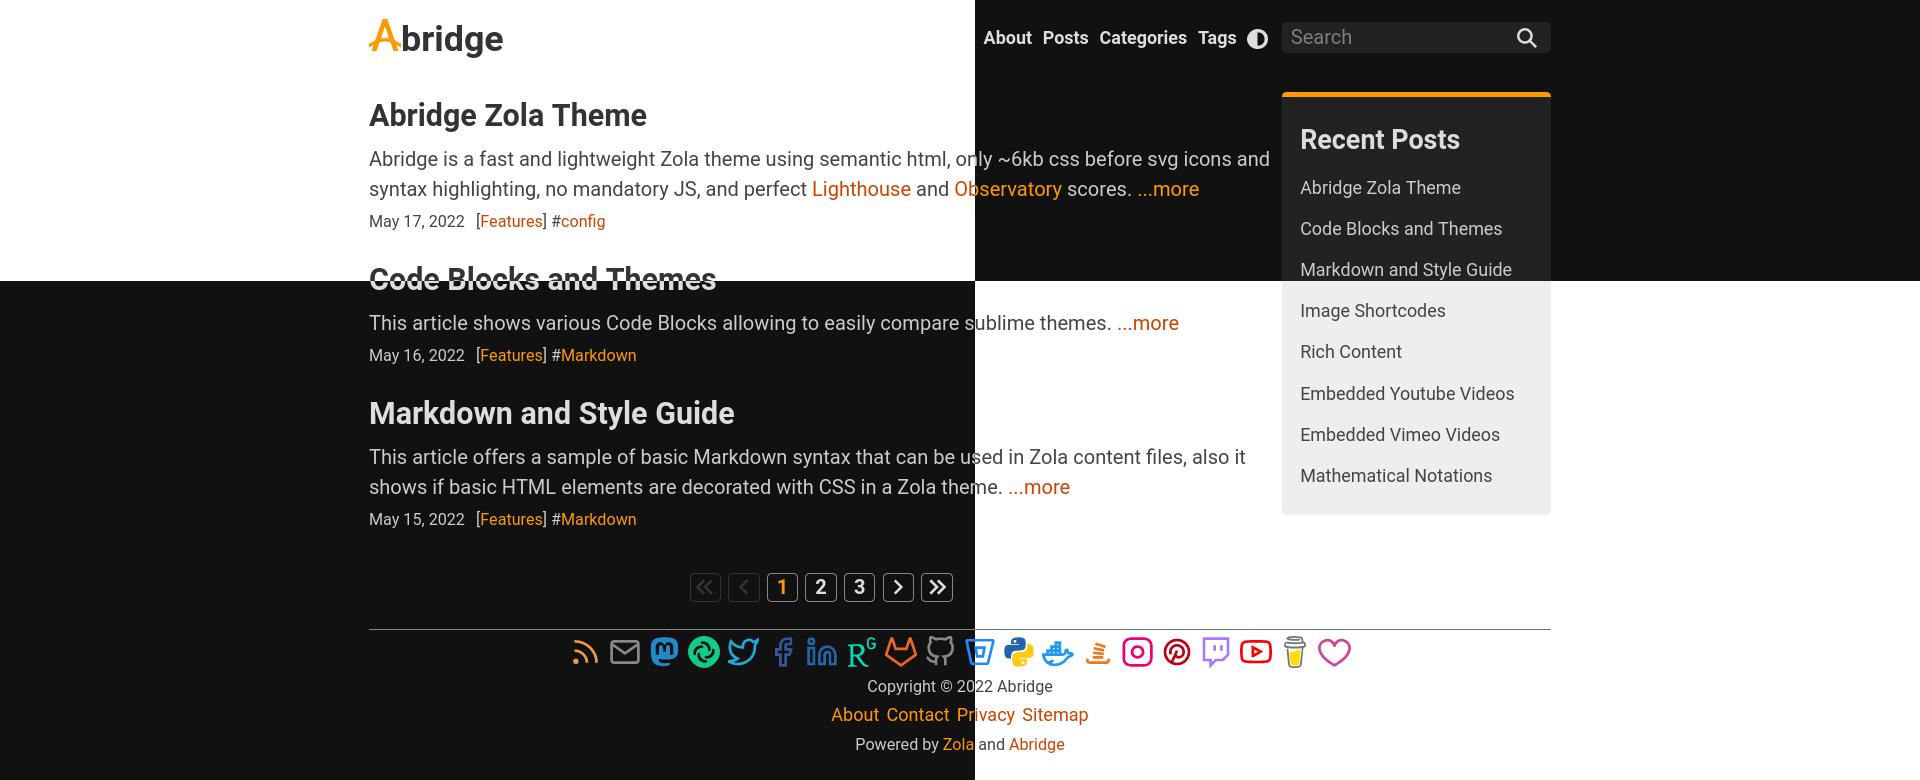 Abridge
About Posts Categories Tags Search
Abridge Zola Theme
Abridge is a fast and lightweight Zola theme using semantic html, only ~6kb css before svg icons and
syntax highlighting, no mandatory JS, and perfect Lighthouse and Observatory scores. ...more
May 17, 2022 [Features] #config
Code Blocks and Themes
This article shows various Code Blocks allowing to easily compare sublime themes. ...more
May 16, 2022 [Features] #Markdown
Markdown and Style Guide
This article offers a sample of basic Markdown syntax that can be used in Zola content files, also it
shows if basic HTML elements are decorated with CSS in a Zola theme. ...more
May 15, 2022 [Features] #Markdown
1 2 3
Recent Posts
Abridge Zola Theme
Code Blocks and Themes
Markdown and Style Guide
Image Shortcodes
Rich Content
Embedded Youtube Videos
Embedded Vimeo Videos
Mathematical Notations
Copyright © 2022 Abridge
About Contact Privacy Sitemap
Powered by Zola and Abridge